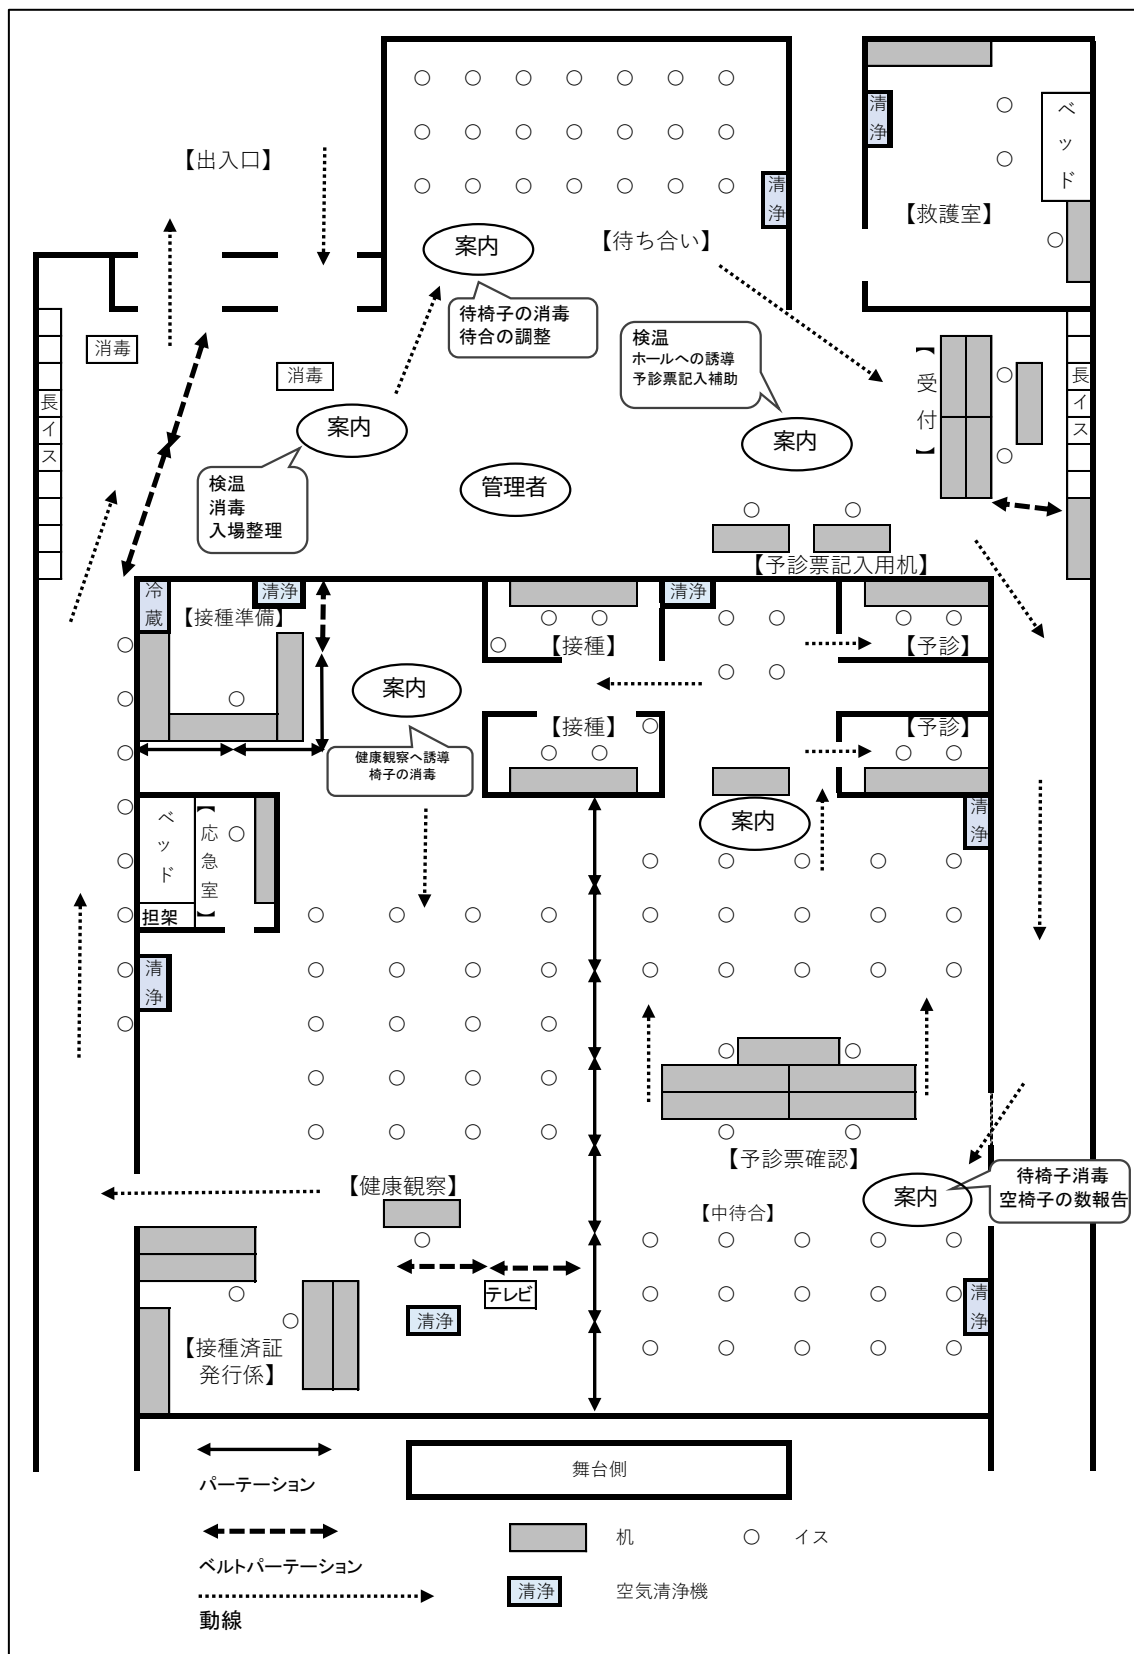 清浄
ベッド
【出入口】
清浄
【救護室】
案内
【待ち合い】
待椅子の消毒
待合の調整
検温
ホールへの誘導
予診票記入補助
消毒
消毒
【受付】
長イス
長イス
案内
案内
検温
消毒
入場整理
管理者
【予診票記入用机】
冷蔵
清浄
清浄
【接種準備】
【接種】
【予診】
案内
【接種】
【予診】
健康観察へ誘導
椅子の消毒
ベッド
【応急室】
案内
清浄
担架
清浄
【予診票確認】
待椅子消毒
空椅子の数報告
【健康観察】
案内
【中待合】
テレビ
清浄
清浄
【接種済証
発行係】
舞台側
パーテーション
机
イス
ベルトパーテーション
清浄
空気清浄機
動線